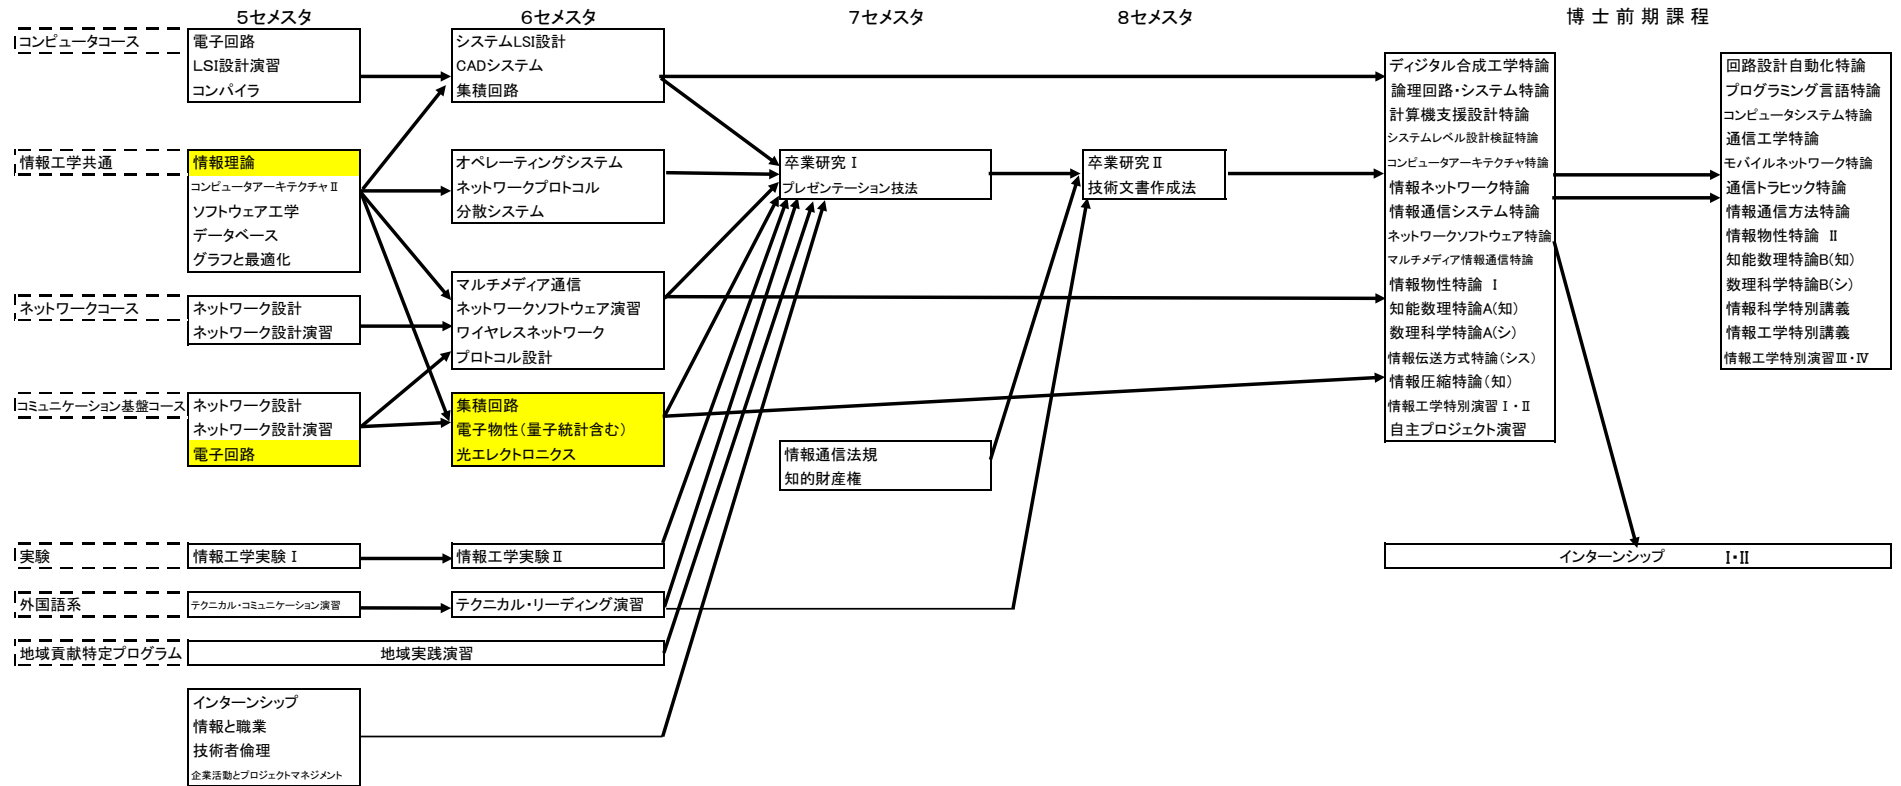 5セメスタ
6セメスタ
7セメスタ
8セメスタ
博士前期課程
コンピュータコース
電子回路
LSI設計演習
コンパイラ
システムLSI設計
CADシステム
集積回路
情報工学共通
情報理論
コンピュータアーキテクチャⅡ
ソフトウェア工学
データベース
グラフと最適化
オペレーティングシステム
ネットワークプロトコル
分散システム
卒業研究Ⅰ
プレゼンテーション技法
卒業研究Ⅱ
技術文書作成法
ネットワークコース
ネットワーク設計
ネットワーク設計演習
マルチメディア通信
ネットワークソフトウェア演習
ワイヤレスネットワーク
プロトコル設計
コミュニケーション基盤コース
ネットワーク設計
ネットワーク設計演習
電子回路
集積回路
電子物性(量子統計含む)
光エレクトロニクス
情報通信法規
知的財産権
ディジタル合成工学特論
論理回路・システム特論
計算機支援設計特論
システムレベル設計検証特論
コンピュータアーキテクチャ特論
情報ネットワーク特論
情報通信システム特論
ネットワークソフトウェア特論
マルチメディア情報通信特論
情報物性特論 Ⅰ
知能数理特論A(知)
数理科学特論A(シ)
情報伝送方式特論(シス)
情報圧縮特論(知)
情報工学特別演習Ⅰ・Ⅱ
自主プロジェクト演習
回路設計自動化特論
プログラミング言語特論
コンピュータシステム特論
通信工学特論
モバイルネットワーク特論
通信トラヒック特論
情報通信方法特論
情報物性特論 Ⅱ
知能数理特論B(知)
数理科学特論B(シ)
情報科学特別講義
情報工学特別講義
情報工学特別演習Ⅲ・Ⅳ
実験
情報工学実験Ⅰ
情報工学実験Ⅱ
インターンシップ Ⅰ・Ⅱ
外国語系
テクニカル・コミュニケーション演習
テクニカル・リーディング演習
地域貢献特定プログラム
地域実践演習
インターンシップ
情報と職業
技術者倫理
企業活動とプロジェクトマネジメント